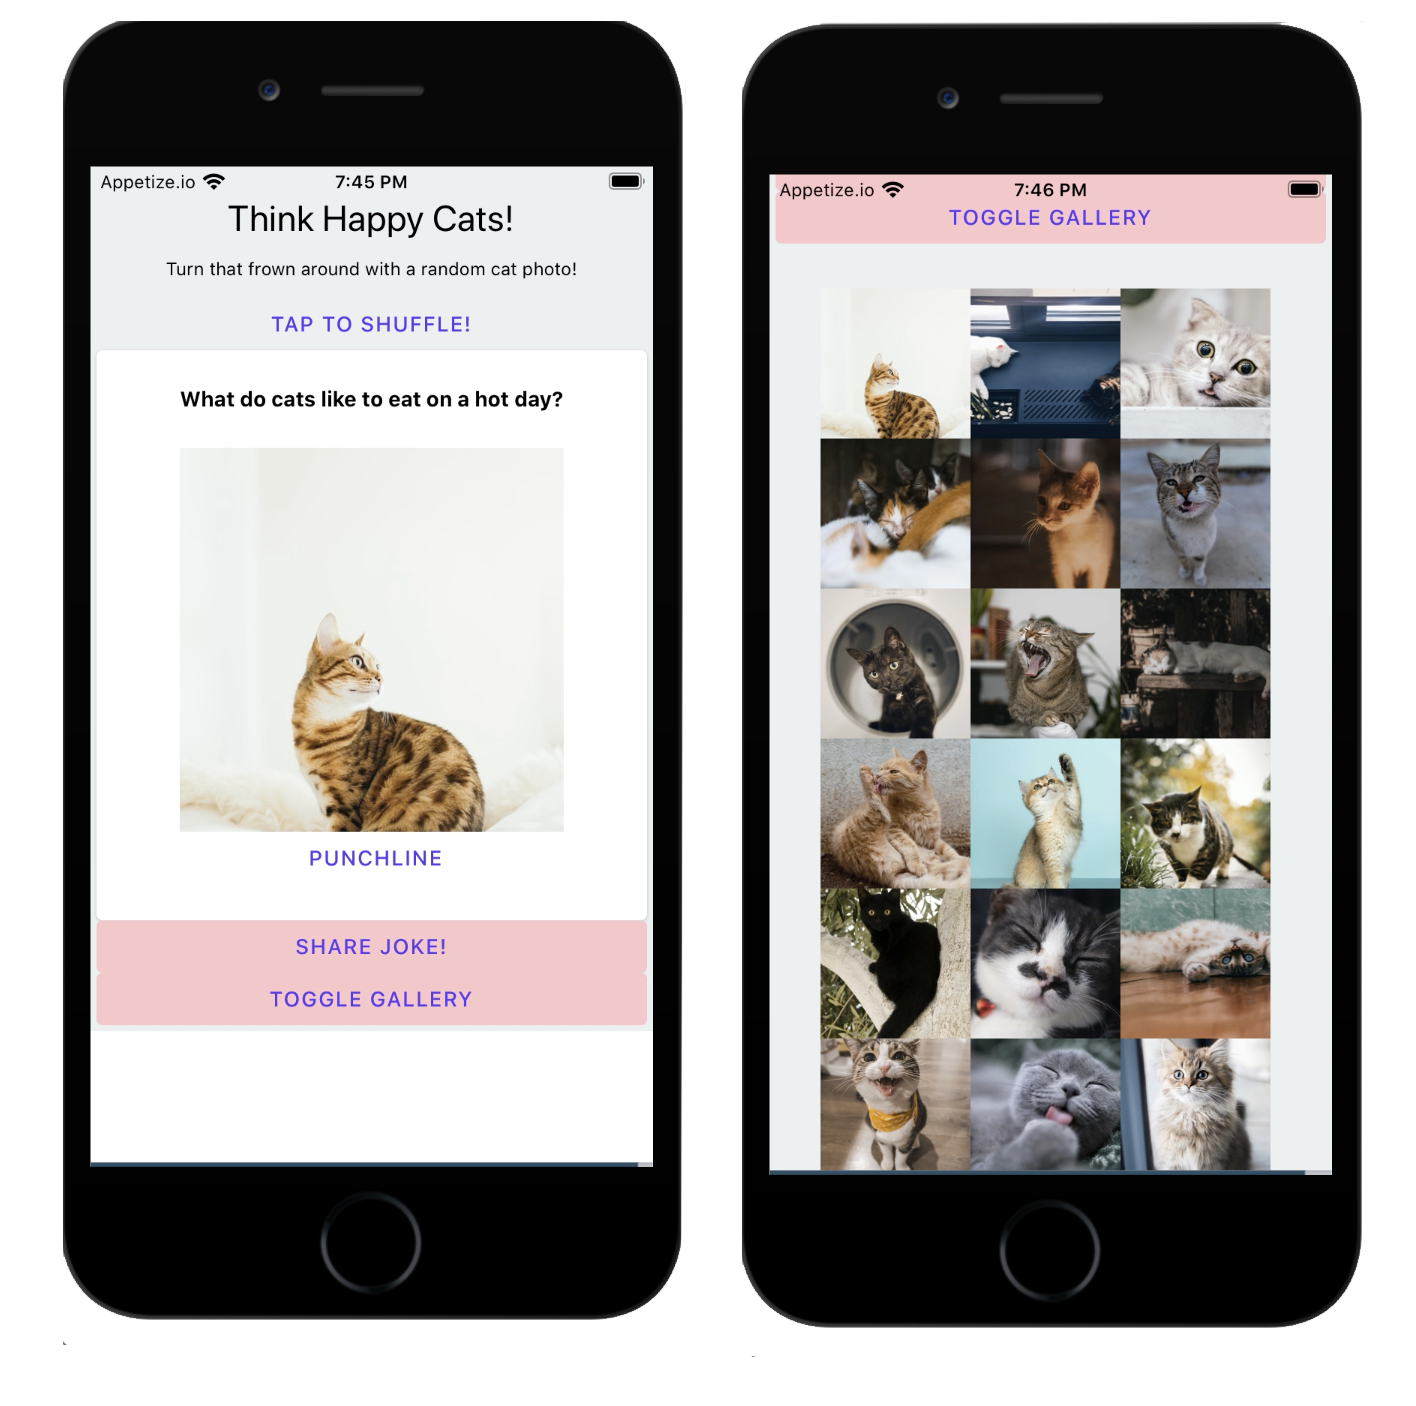 Appetize.io 7:45 PM
Think Happy Cats!
Turn that frown around with a random cat photo!
TAP TO SHUFFLE!
What do cats like to eat on a hot day?
PUNCHLINE
SHARE JOKE!
TOGGLE GALLERY
Appetize.io 7:46 PM
TOGGLE GALLERY